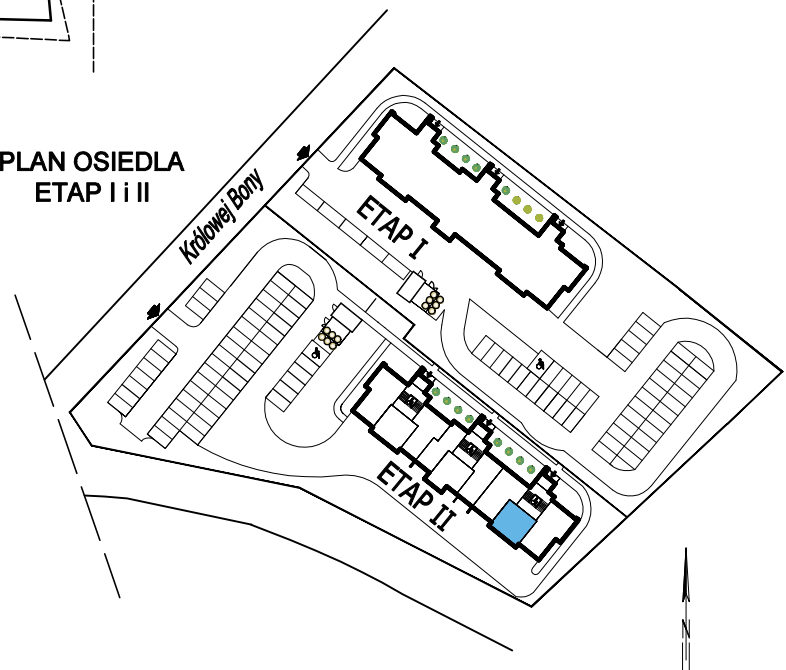 PLAN OSIEDLA
ETAP I i II
Królowej Bony
ETAP I
ETAP II
N